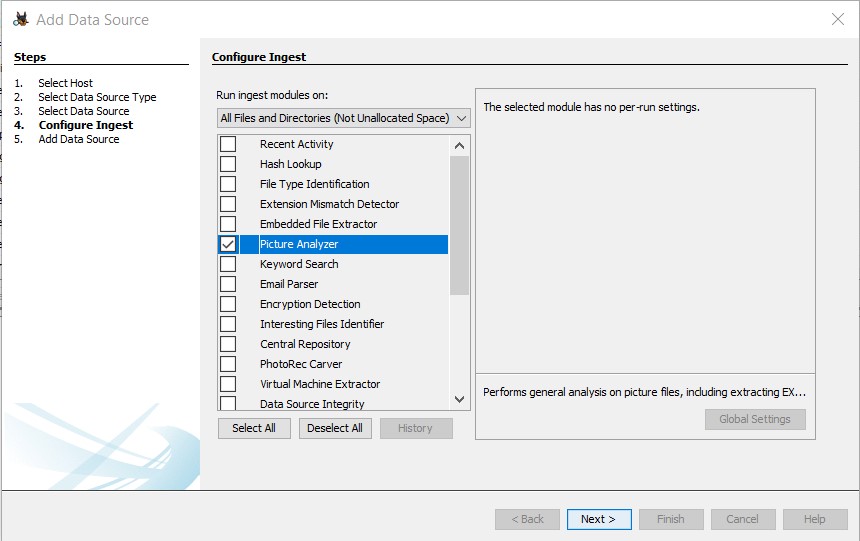 Add Data Source
Steps
1. Select Host
2. Select Data Source Type
3. Select Data Source
4. Configure Ingest
5. Add Data Source
Configure Ingest
Run ingest modules on:
All Files and Directories (Not Unallocated Space)
Recent Activity
Hash Lookup
File Type Identification
Extension Mismatch Detector
Embedded File Extractor
Picture Analyzer
Keyword Search
Email Parser
Encryption Detection
Interesting Files Identifier
Central Repository
PhotoRec Carver
Virtual Machine Extractor
Data Source Integrity
Select All
Deselect All
History
The selected module has no per-run settings.
Performs general analysis on picture files, including extracting EX...
Global Settings
< Back
Next >
Finish
Cancel
Help